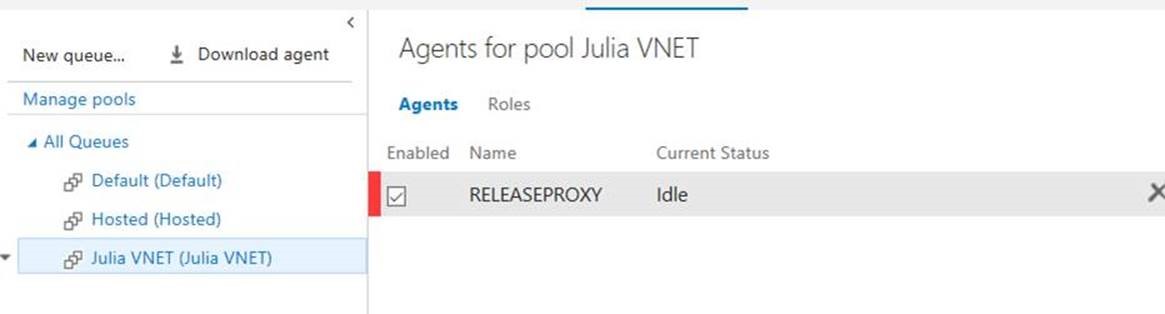 New queue... Download agent
Manage pools
All Queues
Default (Default)
Hosted (Hosted)
Julia VNET (Julia VNET)
Agents for pool Julia VNET
Agents Roles
Enabled Name Current Status
RELEASEPROXY Idle